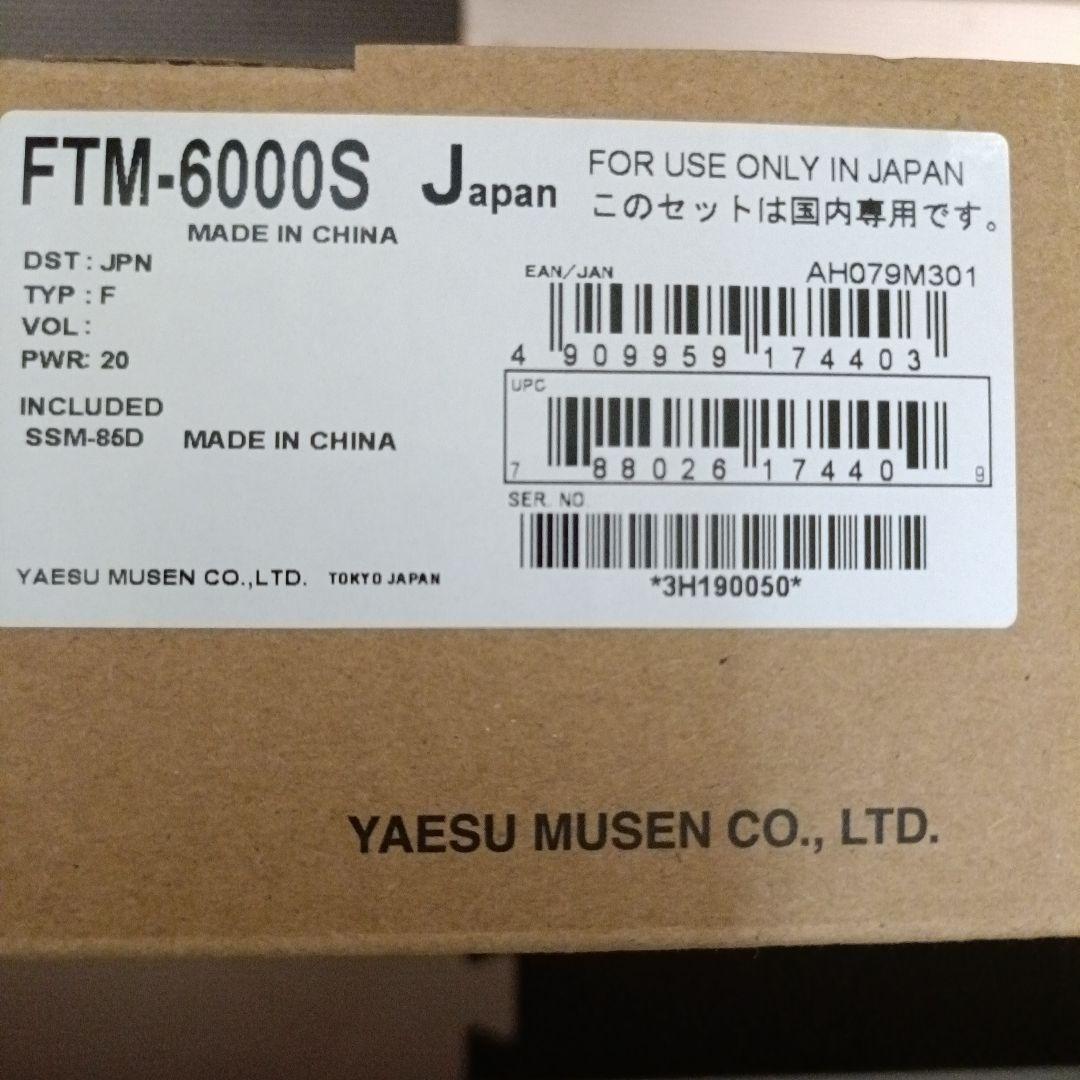 FTM-6000S Japan
MADE IN CHINA
FOR USE ONLY IN JAPAN
このセットは国内専用です。
DST : JPN
TYP : F
VOL :
PWR: 20
INCLUDED
SSM-85D MADE IN CHINA
EAN/JAN AH079M301
4 909959 174403
UPC
7 88026 17440 9
SER. NO.
*3H190050*
YAESU MUSEN CO.,LTD. TOKYO JAPAN
YAESU MUSEN CO., LTD.